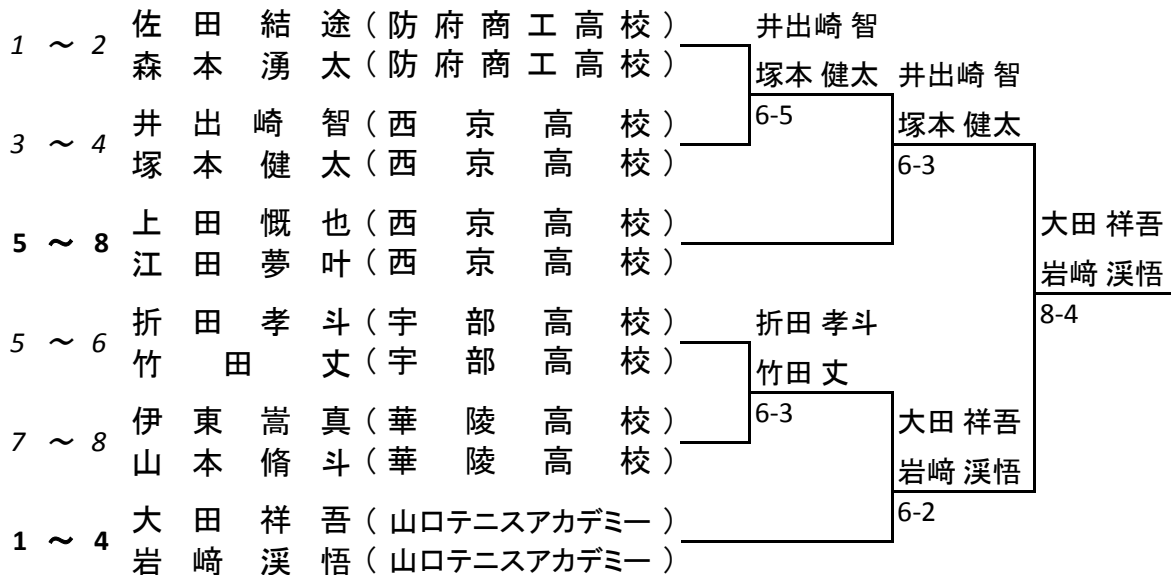 1 ～ 2
佐田結途(防府商工高校)
森本湧太(防府商工高校)
3 ～ 4
井出崎智(西京高校)
塚本健太(西京高校)
5 ～ 8
上田慨也(西京高校)
江田夢叶(西京高校)
5 ～ 6
折田孝斗(宇部高校)
竹田丈(宇部高校)
7 ～ 8
伊東嵩真(華陵高校)
山本脩斗(華陵高校)
1 ～ 4
大田祥吾(山口テニスアカデミー)
岩﨑渓悟(山口テニスアカデミー)
井出崎 智
塚本 健太
6-5
折田 孝斗
竹田 丈
6-3
井出崎 智
塚本 健太
6-3
大田 祥吾
岩﨑 渓悟
6-2
大田 祥吾
岩﨑 渓悟
8-4